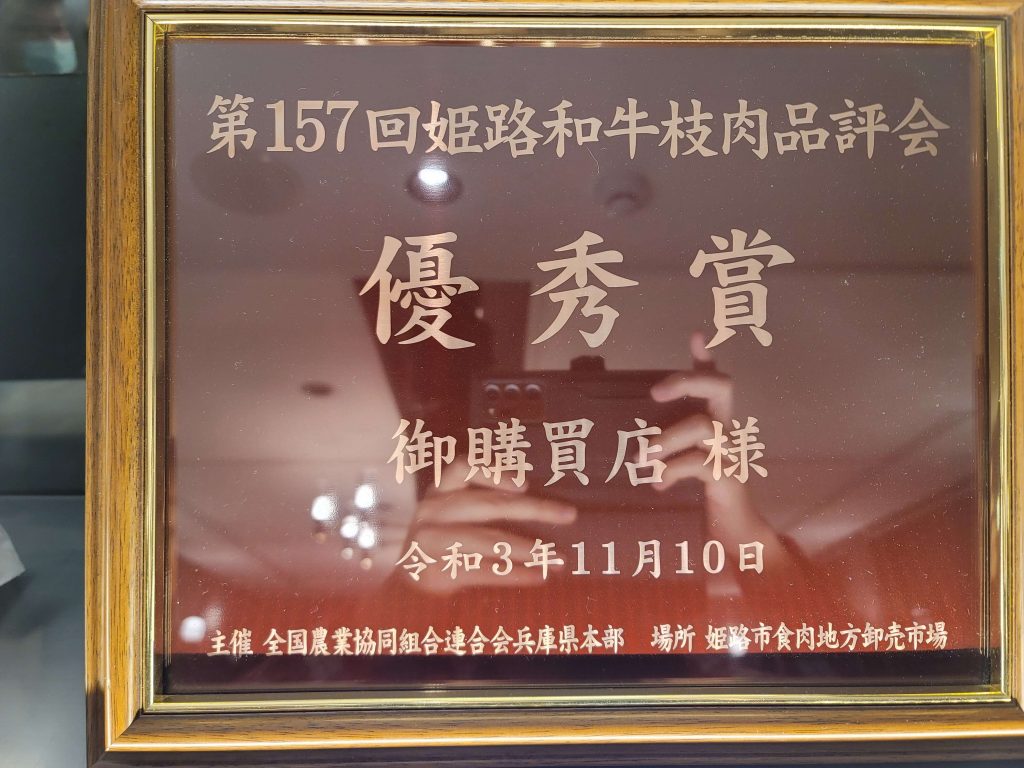 第157回姫路和牛枝肉品評会
優秀賞
御購買店 様
令和3年11月10日
主催 全国農業協同組合連合会兵庫県本部 場所 姫路市食肉地方卸売市場